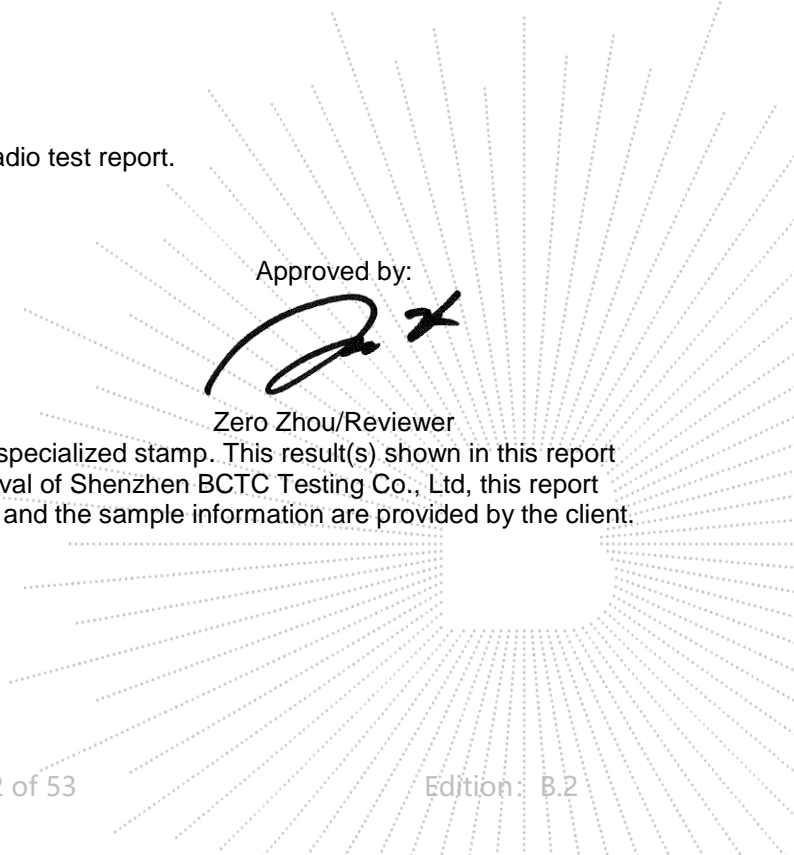 adio test report.
Approved by:
Zero Zhou/Reviewer
specialized stamp. This result(s) shown in this report
val of Shenzhen BCTC Testing Co., Ltd, this report
and the sample information are provided by the client.
2 of 53 Edition: B.2